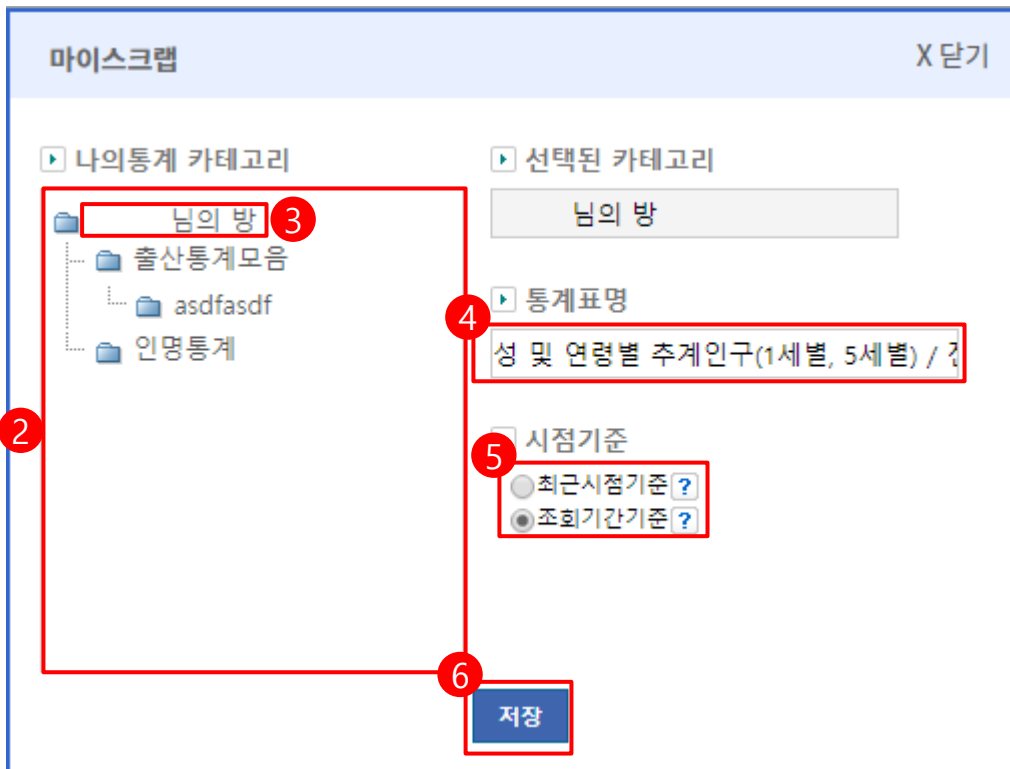 마이스크랩
X 닫기
나의통계 카테고리
님의 방
3
출산통계모음
asdfasdf
인명통계
2
선택된 카테고리
님의 방
4
통계표명
성 및 연령별 추계인구(1세별, 5세별) /
5
시점기준
최근시점기준 ?
조회기간기준 ?
6
저장